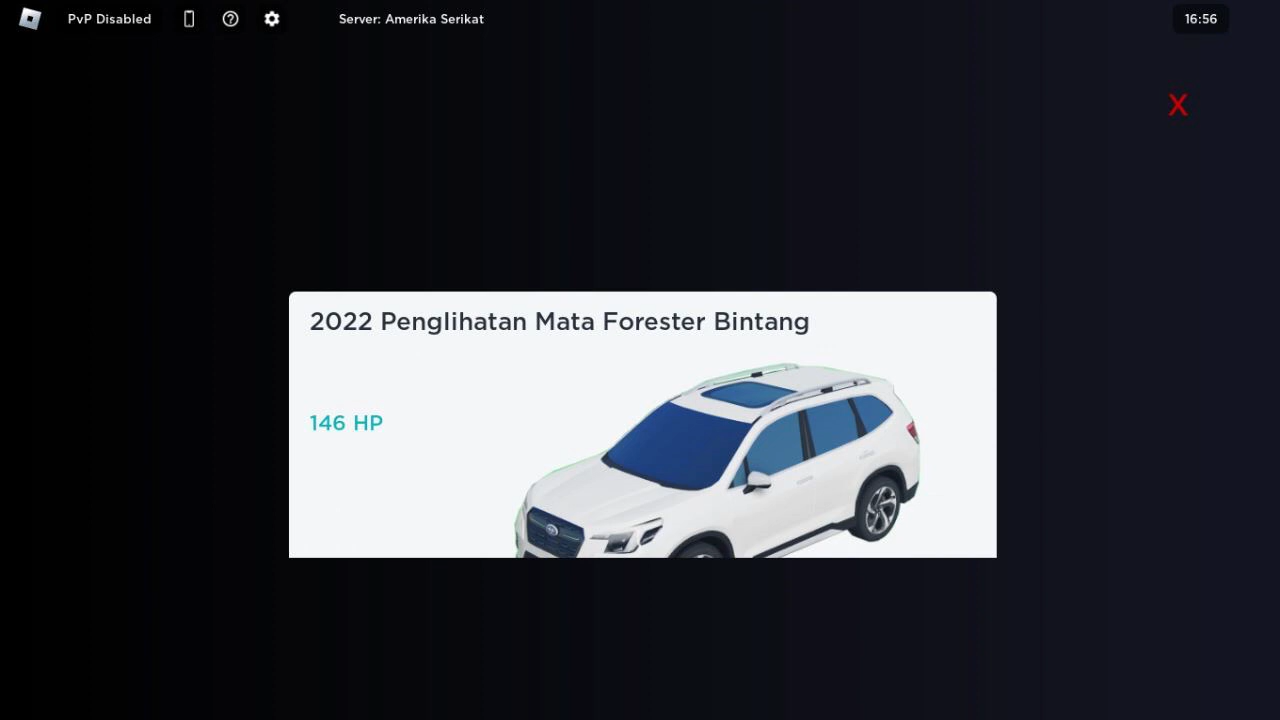 PvP Disabled
Server: Amerika Serikat
16:56
X
2022 Penglihatan Mata Forester Bintang
146 HP